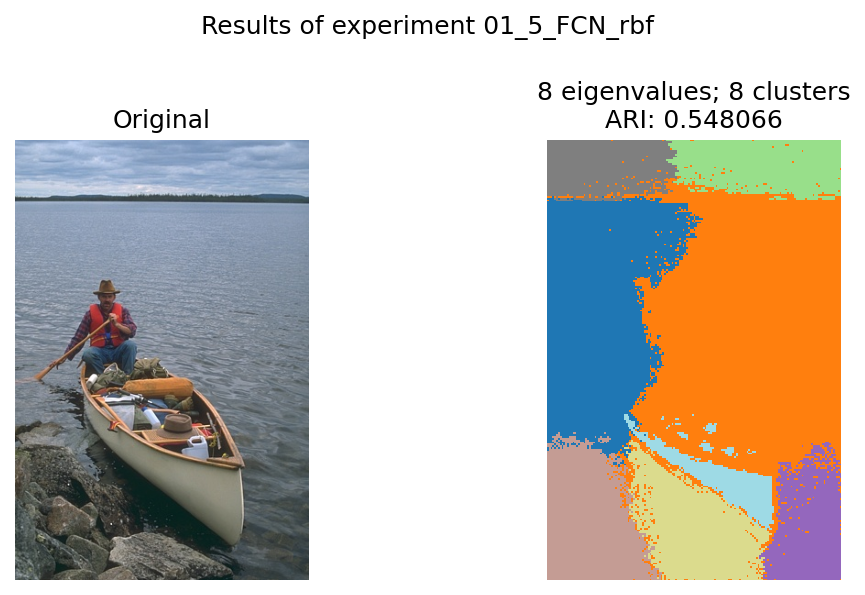 Results of experiment 01_5_FCN_rbf
Original
8 eigenvalues; 8 clusters
ARI: 0.548066